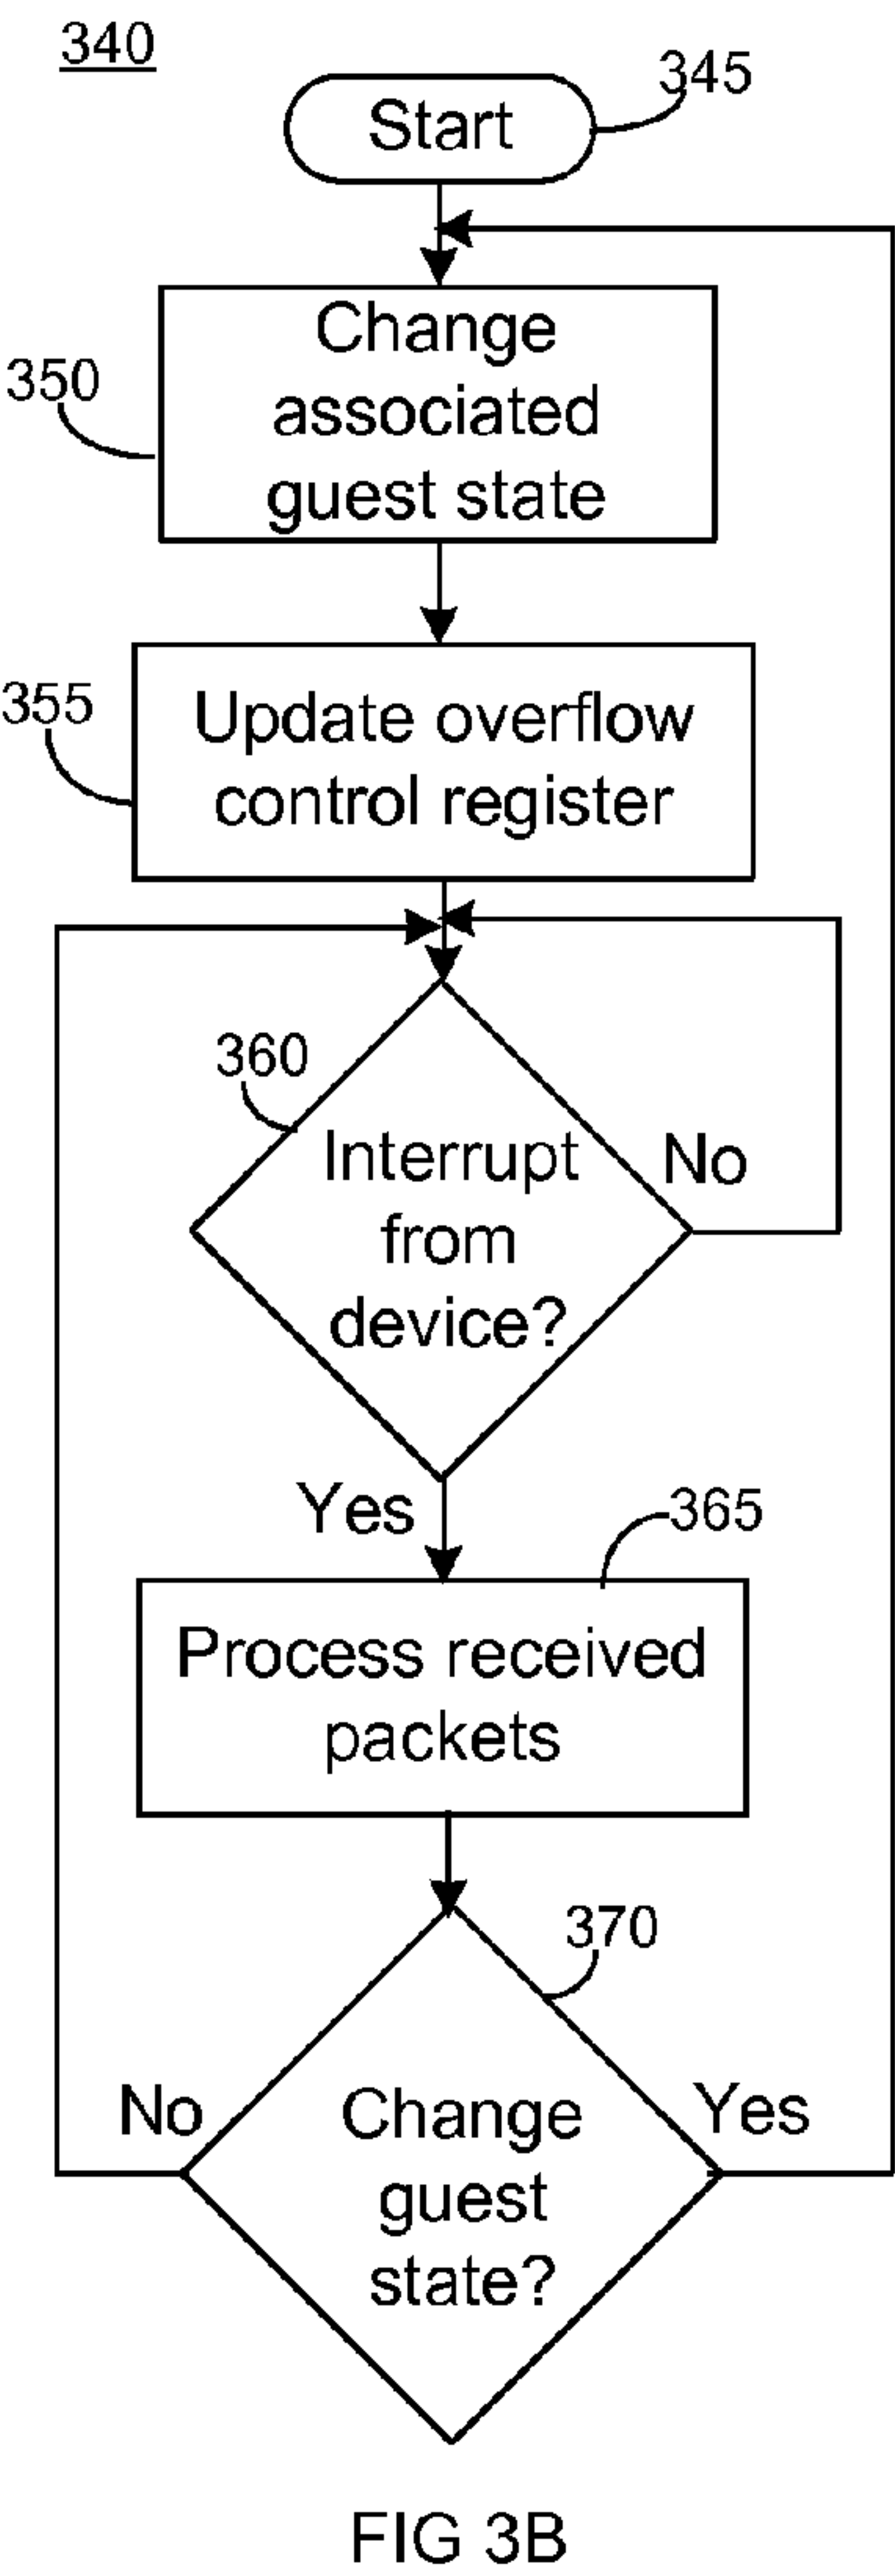 340
345
Start
350
Change
associated
guest state
355
Update overflow
control register
360
Interrupt
from
device?
No
Yes
365
Process received
packets
370
No
Change
guest
state?
Yes
FIG 3B